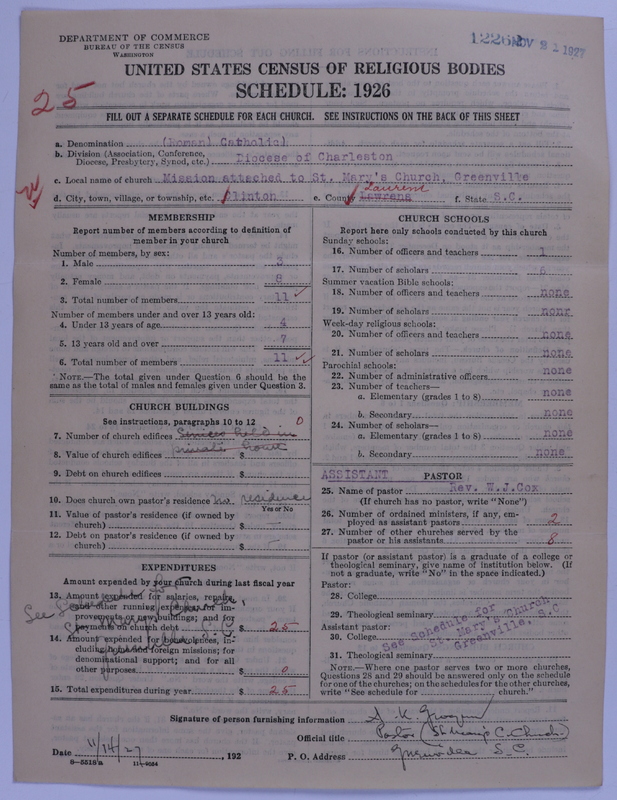 DEPARTMENT OF COMMERCE
BUREAU OF THE CENSUS
WASHINGTON
NOV 21 1927
UNITED STATES CENSUS OF RELIGIOUS BODIES
SCHEDULE: 1926
25
FILL OUT A SEPARATE SCHEDULE FOR EACH CHURCH. SEE INSTRUCTIONS ON THE BACK OF THIS SHEET
a. Denomination (Roman) Catholic)
b. Division (Association, Conference, Diocese, Presbytery, Synod, etc.) Diocese of Charleston
c. Local name of church Mission attached to St. Mary's Church, Greenville
d. City, town, village, or township, etc. Clinton e. County Lawrens Laurens f. State S.C.
MEMBERSHIP
Report number of members according to definition of
member in your church
Number of members, by sex:
1. Male 3
2. Female 8
3. Total number of members 11
Number of members under and over 13 years old:
4. Under 13 years of age 4
5. 13 years old and over 7
6. Total number of members 11
NOTE.—The total given under Question 6 should be the
same as the total of males and females given under Question 3.
CHURCH BUILDINGS
See instructions, paragraphs 10 to 12
7. Number of church edifices Services held in 0
8. Value of church edifices $ private house
9. Debt on church edifices $
10. Does church own pastor's residence No residence
Yes or No
11. Value of pastor's residence (if owned by
church) $ —
12. Debt on pastor's residence (if owned by
church) $ —
EXPENDITURES
Amount expended by your church during last fiscal year
13. Amount expended for salaries, repairs,
and other running expenses; for im-
provements or new buildings; and for
payments on church debt $ 25
14. Amount expended for benevolences, in-
cluding home and foreign missions; for
denominational support; and for all
other purposes $ 0
15. Total expenditures during year $ 25
CHURCH SCHOOLS
Report here only schools conducted by this church
Sunday schools:
16. Number of officers and teachers 1
17. Number of scholars 6
Summer vacation Bible schools:
18. Number of officers and teachers none
19. Number of scholars nonr
Week-day religious schools:
20. Number of officers and teachers none
21. Number of scholars none
Parochial schools:
22. Number of administrative officers none
23. Number of teachers—
a. Elementary (grades 1 to 8) none
b. Secondary none
24. Number of scholars—
a. Elementary (grades 1 to 8) none
b. Secondary none
ASSISTANT PASTOR
25. Name of pastor Rev. W.J.Cox
(If church has no pastor, write "None")
26. Number of ordained ministers, if any, em-
ployed as assistant pastors 2
27. Number of other churches served by the
pastor or his assistants 8
If pastor (or assistant pastor) is a graduate of a college or
theological seminary, give name of institution below. (If
not a graduate, write "No" in the space indicated.)
Pastor:
28. College
29. Theological seminary
Assistant pastor:
30. College
31. Theological seminary
See Schedule for
St. Mary's Church
Greenville, S.C
NOTE.—Where one pastor serves two or more churches,
Questions 28 and 29 should be answered only on the schedule
for one of the churches; on the schedules for the other churches,
write "See schedule for church."
Signature of person furnishing information A. K. Gwynn
Official title Pastor (St Mary's C. Church)
Date 11/14/27, 192 P. O. Address Greenville S.C.
8—5518a